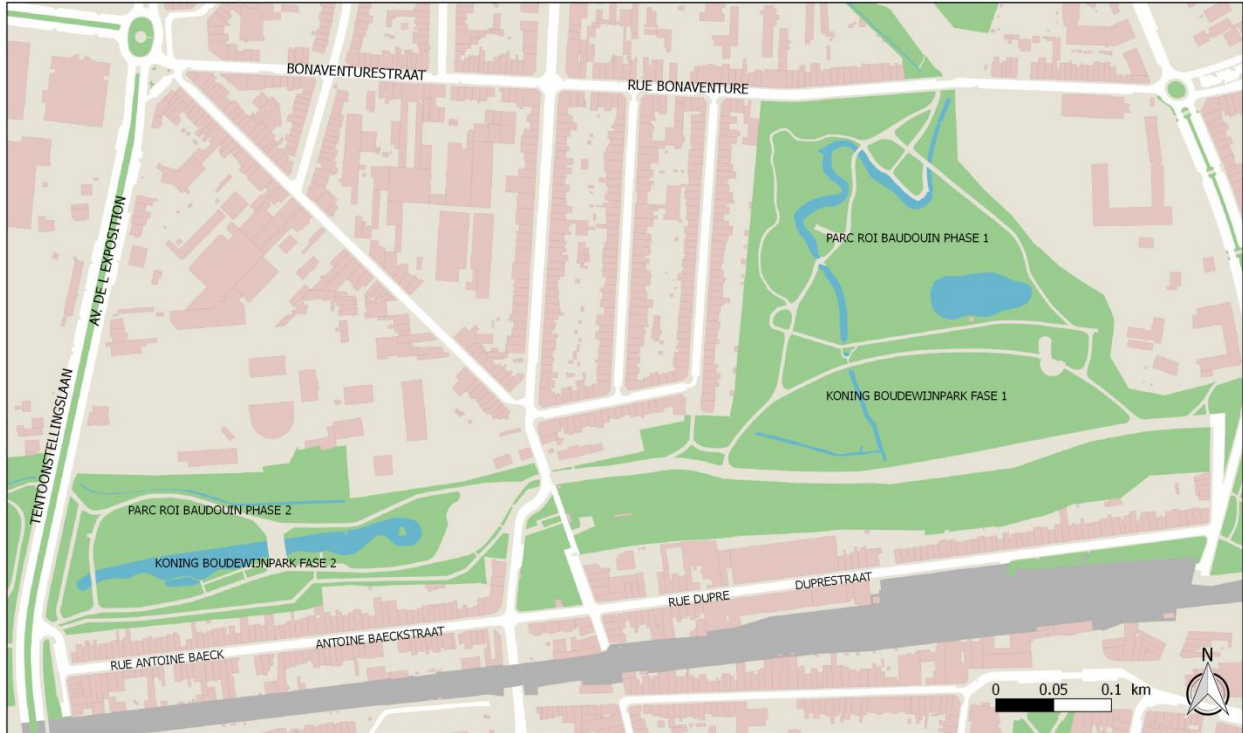 BONAVENTURESTRAAT
RUE BONAVENTURE
AV. DE L EXPOSITION
TENTOONSTELLINGSLAAN
PARC ROI BAUDOUIN PHASE 1
KONING BOUDEWIJNPARK FASE 1
PARC ROI BAUDOUIN PHASE 2
KONING BOUDEWIJNPARK FASE 2
RUE DUPRE
DUPRESTRAAT
RUE ANTOINE BAECK
ANTOINE BAECKSTRAAT
N
0 0.05 0.1 km